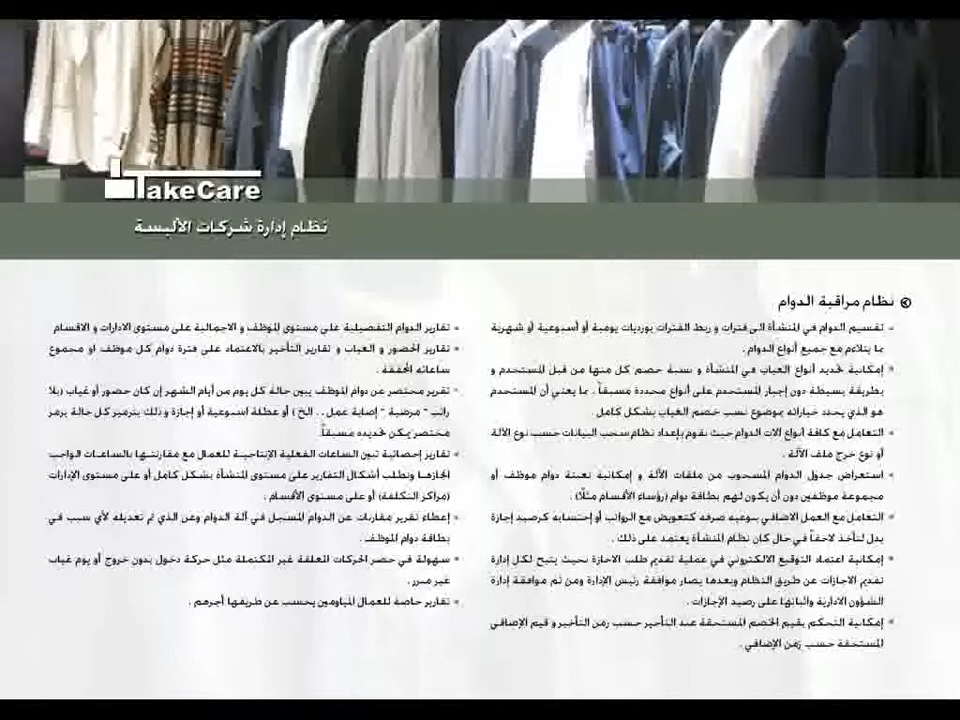 TakeCare
نظام إدارة شركات الألبسة
نظام مراقبة الدوام
تقسيم الدوام في المنشأة الى فترات و ربط الفترات بورديات يومية أو أسبوعية أو شهرية
بما يتلاءم مع جميع أنواع الدوام .
إمكانية تحديد أنواع الغياب في المنشأة و نسبة حصم كل منها من قبل المستخدم و
بطريقة بسيطة دون إجبار المستخدم على أنواع محددة مسبقاً . مما يعني أن المستخدم
هو الذي يحدد خياراته بموضوع نسب خصم الغياب بشكل كامل .
التعامل مع كافة أنواع آلات الدوام حيث نقوم بإعداد نظام سحب البيانات حسب نوع الآلة
أو نوع خرج ملف الآلة .
استعراض جدول الدوام المسحوب من ملفات الآلة و إمكانية تعبئة دوام موظف أو
مجموعة موظفين دون أن يكون لهم بطاقة دوام (رؤساء الأقسام مثلاً) .
التعامل مع العمل الاضافي بنوعيه صرفه كتعويض مع الرواتب أو إحتسابه كرصيد إجازة
بدل لتأخذ لاحقاً في حال كان نظام المنشأة يعتمد على ذلك .
إمكانية اعتماد التوقيع الالكتروني في عملية تقديم طلب الاجازة بحيث يتيح لكل إدارة
تقديم الاجازات عن طريق النظام وبعدها يصار موافقة رئيس الإدارة ومن ثم موافقة إدارة
الشؤون الادارية واثباتها على رصيد الإجازات .
إمكانية التحكم بقيم الخصم المستحقة عند التأخير حسب زمن التأخير و قيم الإضافي
المستحقة حسب زمن الإضافي .
تقارير الدوام التفصيلية على مستوى الموظف و الاجمالية على مستوى الادارات و الاقسام
تقارير الحضور و الغياب و تقارير التأخير بالاعتماد على فترة دوام كل موظف او مجموع
ساعاته المحققة .
تقرير مختصر عن دوام الموظف يبين حالة كل يوم من أيام الشهر إن كان حضور أو غياب (بلا
راتب - مرضية - إصابة عمل . . الخ ) أو عطلة اسبوعية أو إجازة و ذلك بترميز كل حالة برمز
مختصر يمكن تحديده مسبقاً.
تقارير إحصائية تبين الساعات الفعلية الإنتاجية للعمال مع مقارنتها بالساعات الواجب
انجازها وتطلب أشكال التقارير على مستوى المنشأة بشكل كامل أو على مستوى الإدارات
(مراكز التكلفة) أو على مستوى الأقسام .
إعطاء تقرير مقاربات عن الدوام المسجل في آلة الدوام وعن الذي تم تعديله لأي سبب في
بطاقة دوام الموظف .
سهولة في حصر الحركات المعلقة غير المكتملة مثل حركة دخول بدون خروج أو يوم غياب
غير مبرر .
تقارير خاصة للعمال المياومين يحسب عن طريقها أجرهم .